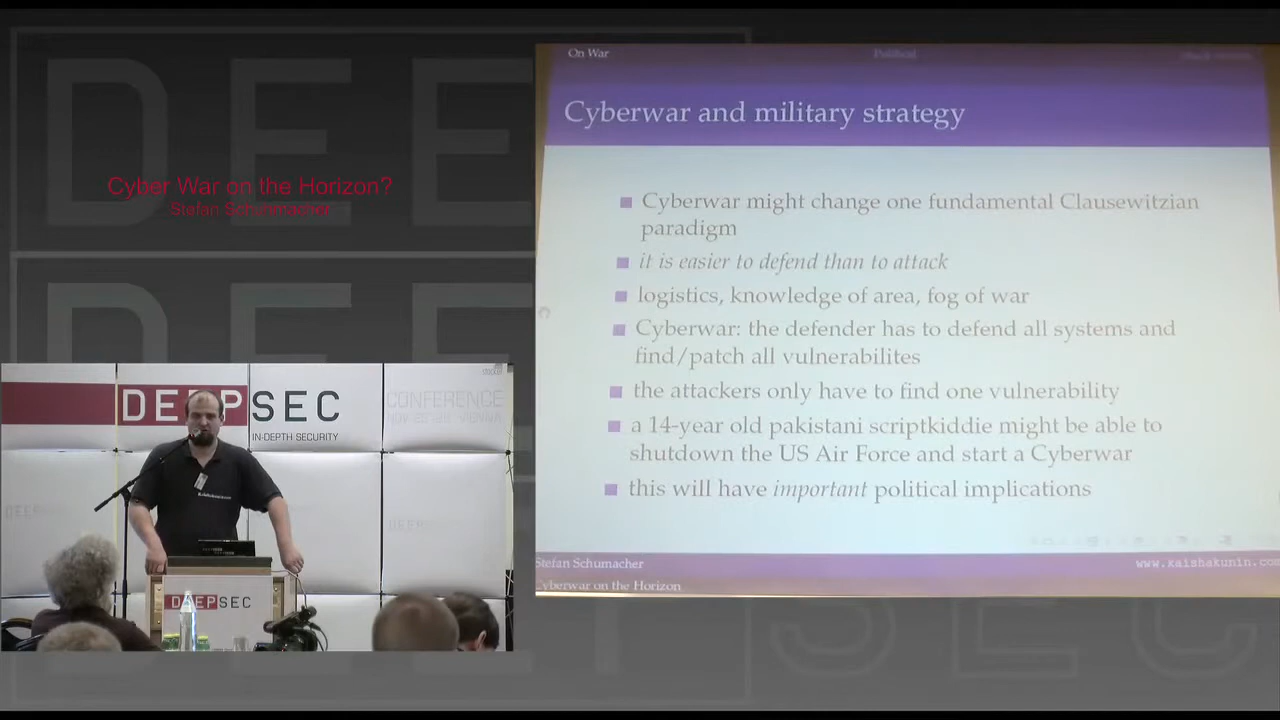 Cyber War on the Horizon?
Stefan Schumacher
On War
Political
Cyberwar and military strategy
Cyberwar might change one fundamental Clausewitzian
paradigm
it is easier to defend than to attack
logistics, knowledge of area, fog of war
Cyberwar: the defender has to defend all systems and
find/patch all vulnerabilites
the attackers only have to find one vulnerability
a 14-year old pakistani scriptkiddie might be able to
shutdown the US Air Force and start a Cyberwar
this will have important political implications
Stefan Schumacher
www.kaishakunin.com
Cyberwar on the Horizon
DEEPSEC
IN-DEPTH SECURITY
CONFERENCE
DEEPSEC